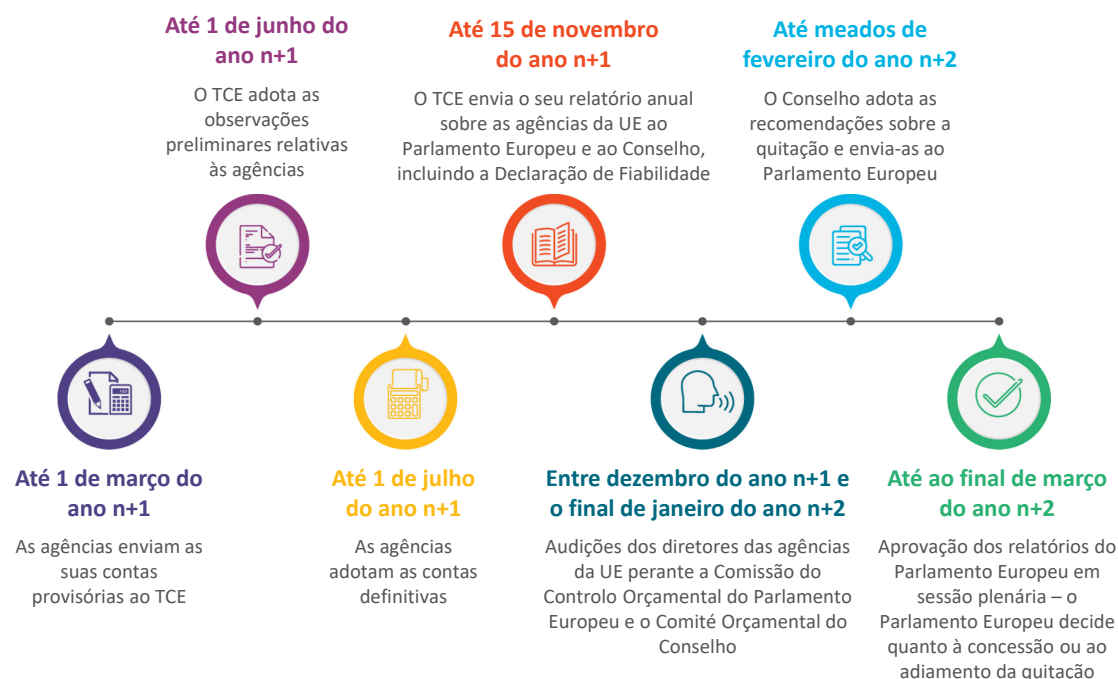 Até 1 de junho do
ano n+1
O TCE adota as
observações
preliminares relativas
às agências
Até 15 de novembro
do ano n+1
O TCE envia o seu relatório anual
sobre as agências da UE ao
Parlamento Europeu e ao Conselho,
incluindo a Declaração de Fiabilidade
Até meados de
fevereiro do ano n+2
O Conselho adota as
recomendações sobre a
quitação e envia-as ao
Parlamento Europeu
Até 1 de março do
ano n+1
As agências enviam as
suas contas
provisórias ao TCE
Até 1 de julho
do ano n+1
As agências
adotam as contas
definitivas
Entre dezembro do ano n+1 e
o final de janeiro do ano n+2
Audições dos diretores das agências
da UE perante a Comissão do
Controlo Orçamental do Parlamento
Europeu e o Comité Orçamental do
Conselho
Até ao final de março
do ano n+2
Aprovação dos relatórios do
Parlamento Europeu em
sessão plenária – o
Parlamento Europeu decide
quanto à concessão ou ao
adiamento da quitação